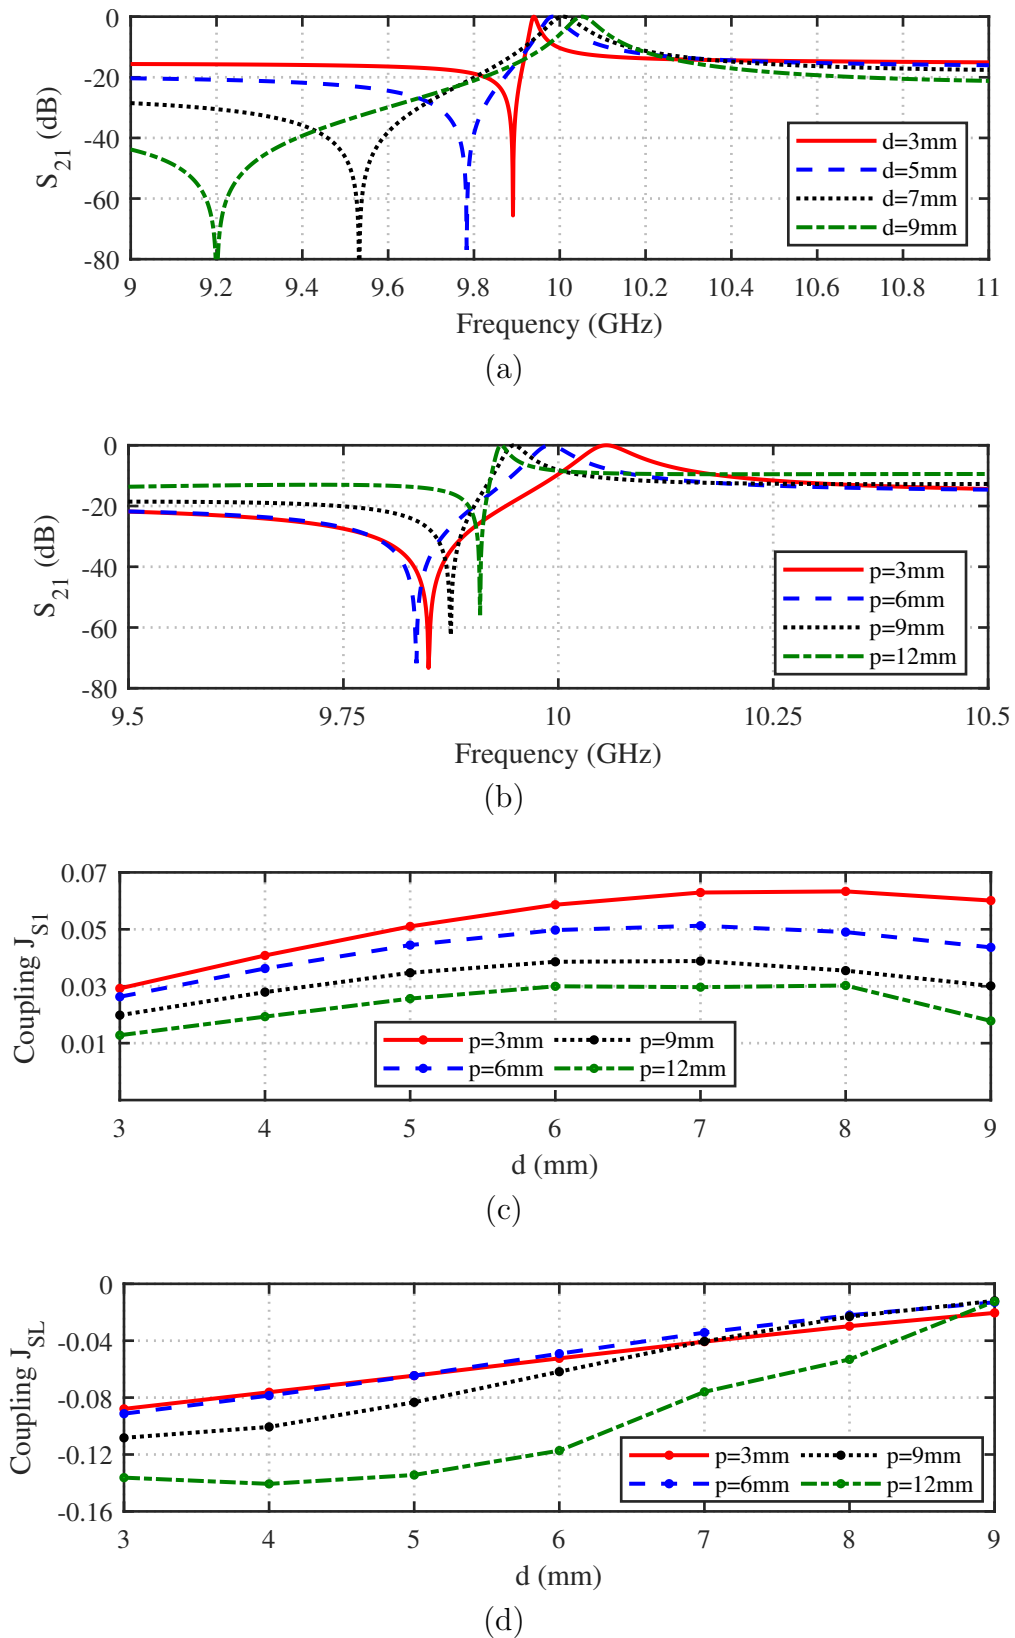 0
-20
-40
-60
-80
S21 (dB)
d=3mm
d=5mm
d=7mm
d=9mm
9 9.2 9.4 9.6 9.8 10 10.2 10.4 10.6 10.8 11
Frequency (GHz)
(a)
0
-20
-40
-60
-80
S21 (dB)
p=3mm
p=6mm
p=9mm
p=12mm
9.5 9.75 10 10.25 10.5
Frequency (GHz)
(b)
0.07
0.05
0.03
0.01
Coupling JS1
p=3mm p=9mm
p=6mm p=12mm
3 4 5 6 7 8 9
d (mm)
(c)
0
-0.04
-0.08
-0.12
-0.16
Coupling JSL
p=3mm p=9mm
p=6mm p=12mm
3 4 5 6 7 8 9
d (mm)
(d)